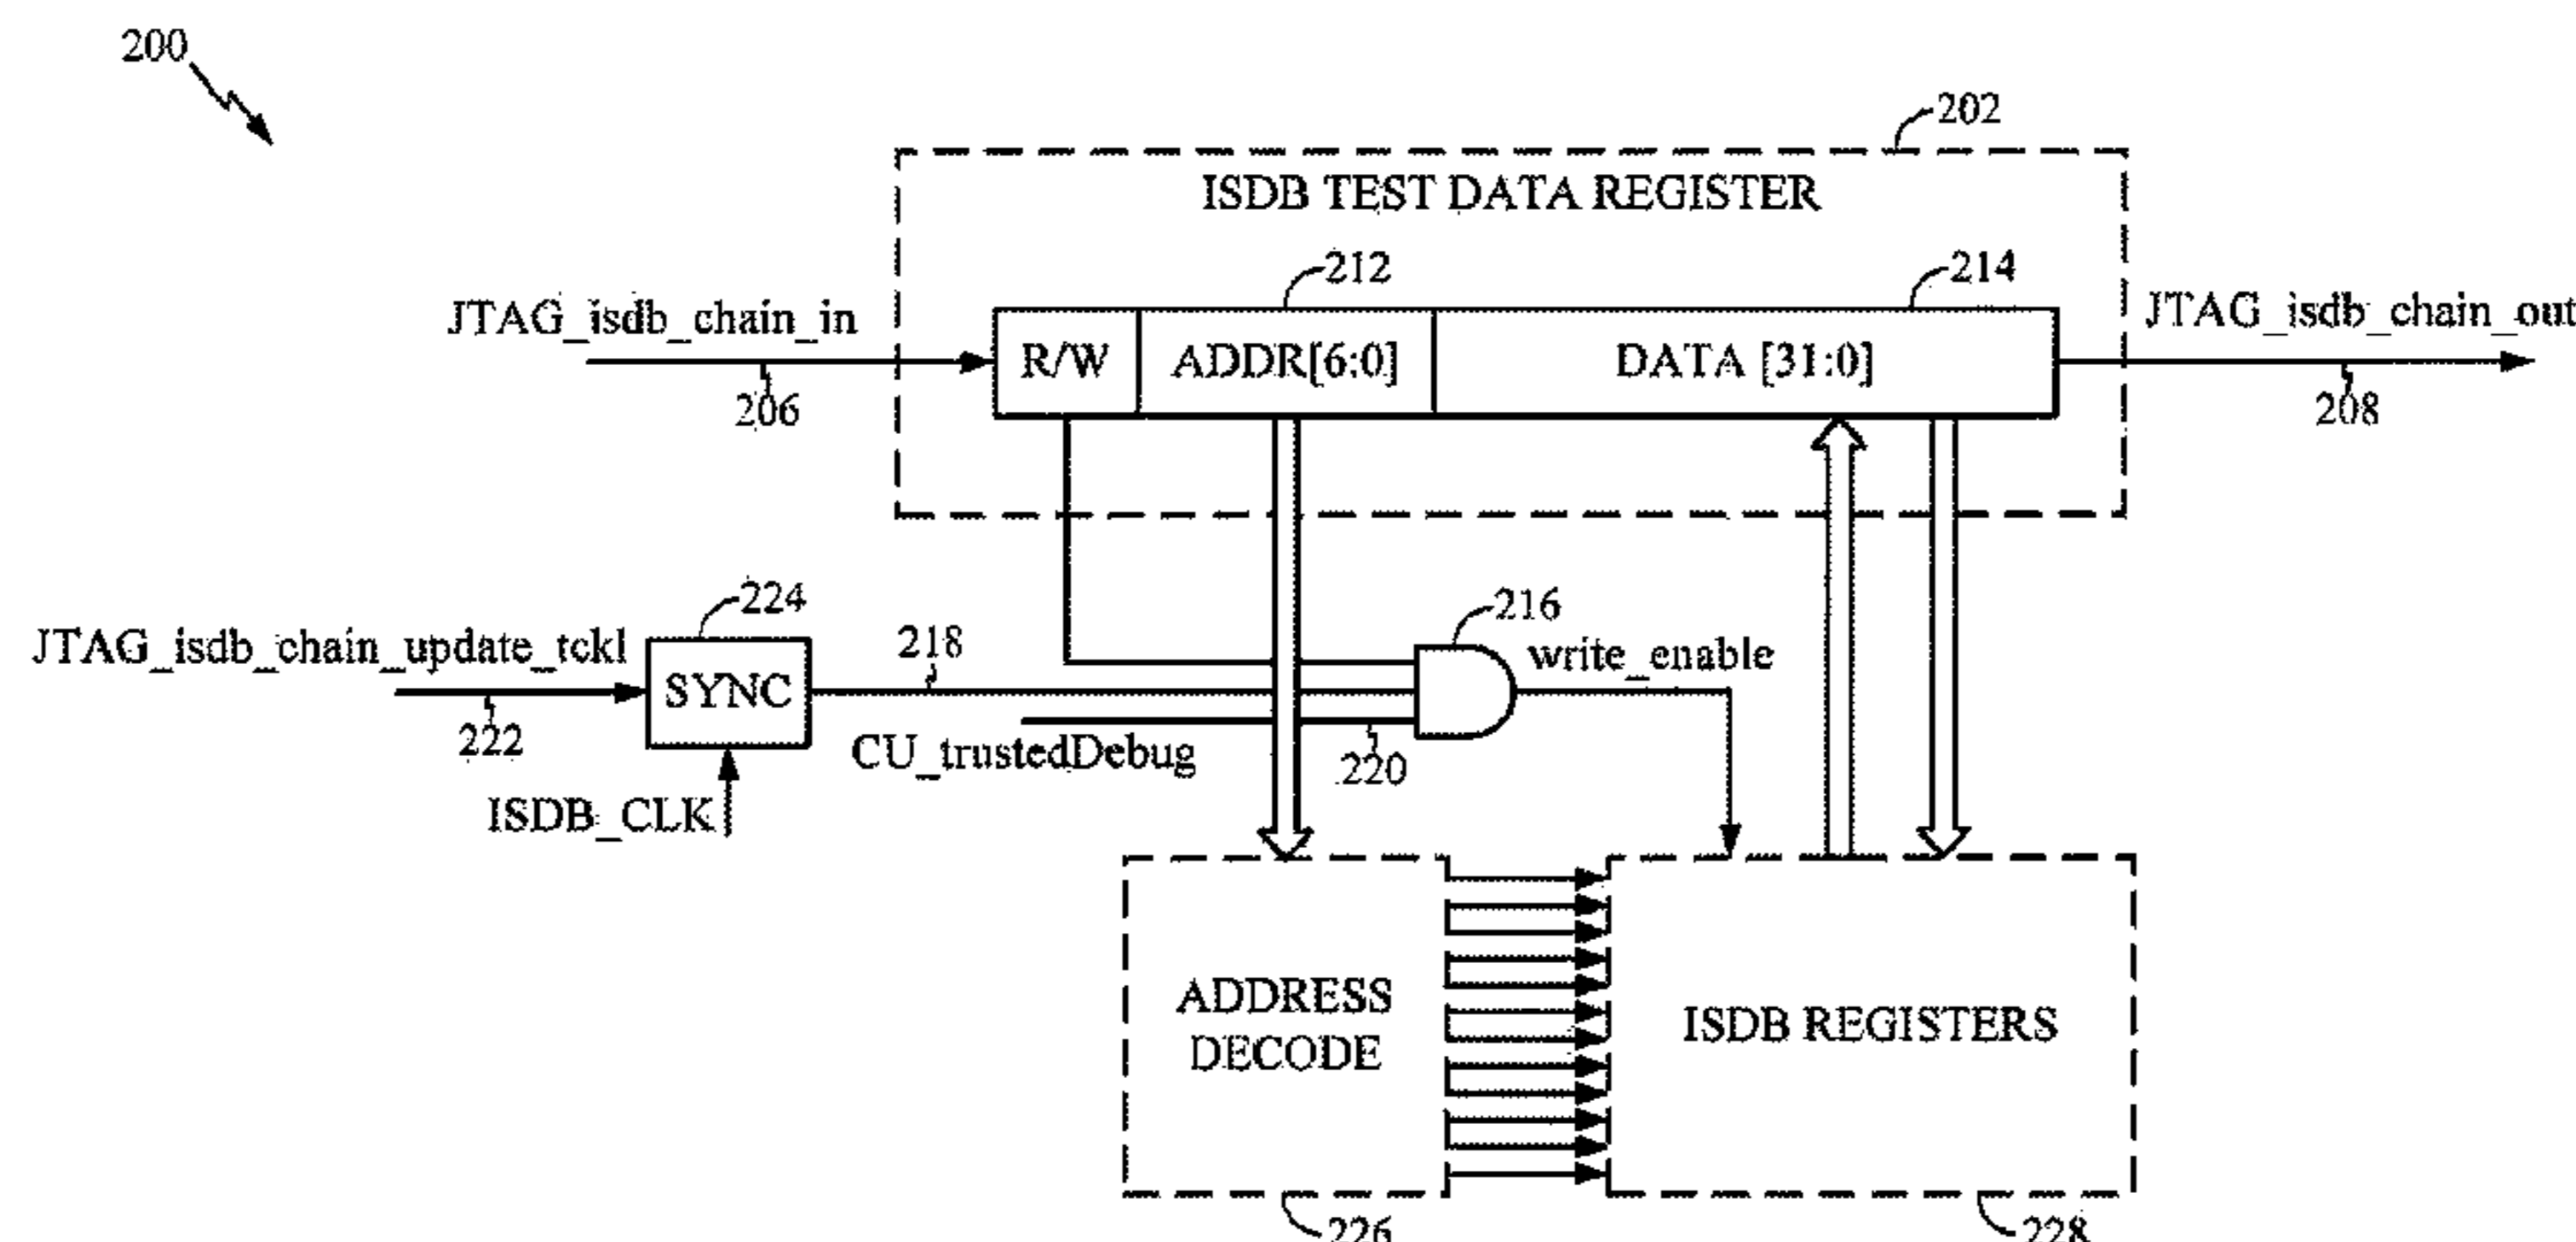 200
202
ISDB TEST DATA REGISTER
212
214
JTAG_isdb_chain_in
JTAG_isdb_chain_out
R/W
ADDR[6:0]
DATA [31:0]
206
208
224
216
JTAG_isdb_chain_update_tckl
218
write_enable
SYNC
222
CU_trustedDebug
220
ISDB_CLK
ADDRESS
DECODE
ISDB REGISTERS
226
228